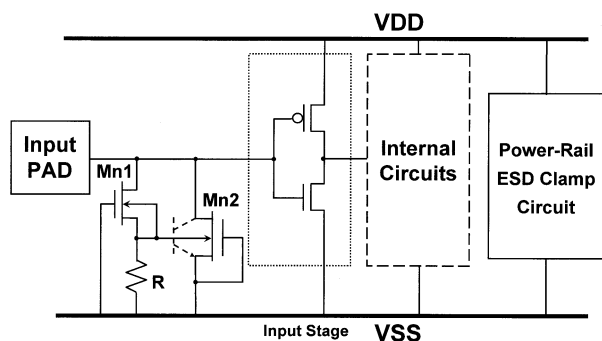 VDD
Input
PAD
Mn1
Mn2
R
Internal
Circuits
Power-Rail
ESD Clamp
Circuit
Input Stage
VSS